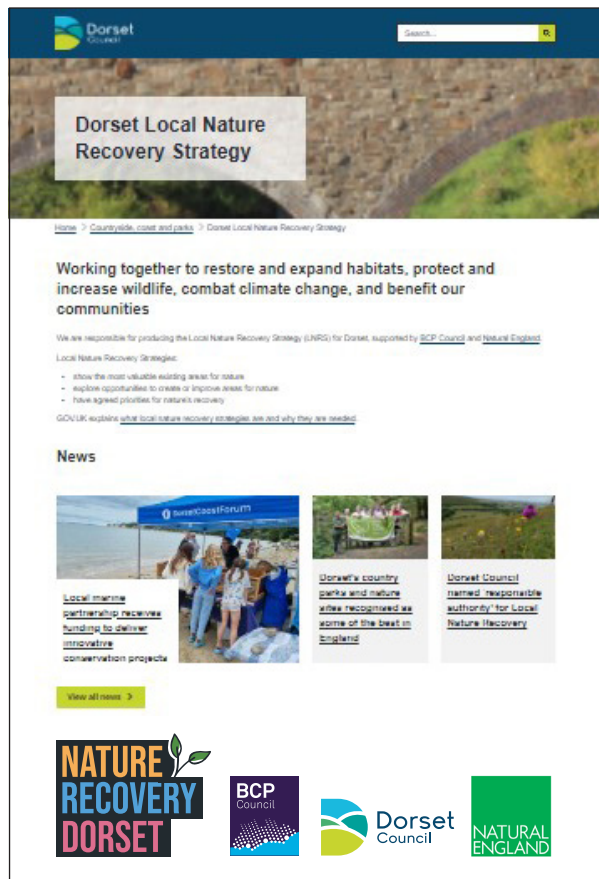 Dorset
Council
Search...
Dorset Local Nature
Recovery Strategy
Home > Countryside, coast and parks > Dorset Local Nature Recovery Strategy
Working together to restore and expand habitats, protect and
increase wildlife, combat climate change, and benefit our
communities
We are responsible for producing the Local Nature Recovery Strategy (LNRS) for Dorset, supported by BCP Council and Natural England.
Local Nature Recovery Strategies:
• show the most valuable existing areas for nature
• explore opportunities to create or improve areas for nature
• have agreed priorities for nature's recovery
GOV.UK explains what local nature recovery strategies are and why they are needed.
News
DorsetCoastForum
Local marine
partnership receives
funding to deliver
innovative
conservation projects
Dorset's country
parks and nature
sites recognised as
some of the best in
England
Dorset Council
named 'responsible
authority' for Local
Nature Recovery
View all news >
NATURE
RECOVERY
DORSET
BCP
Council
Dorset
Council
NATURAL
ENGLAND